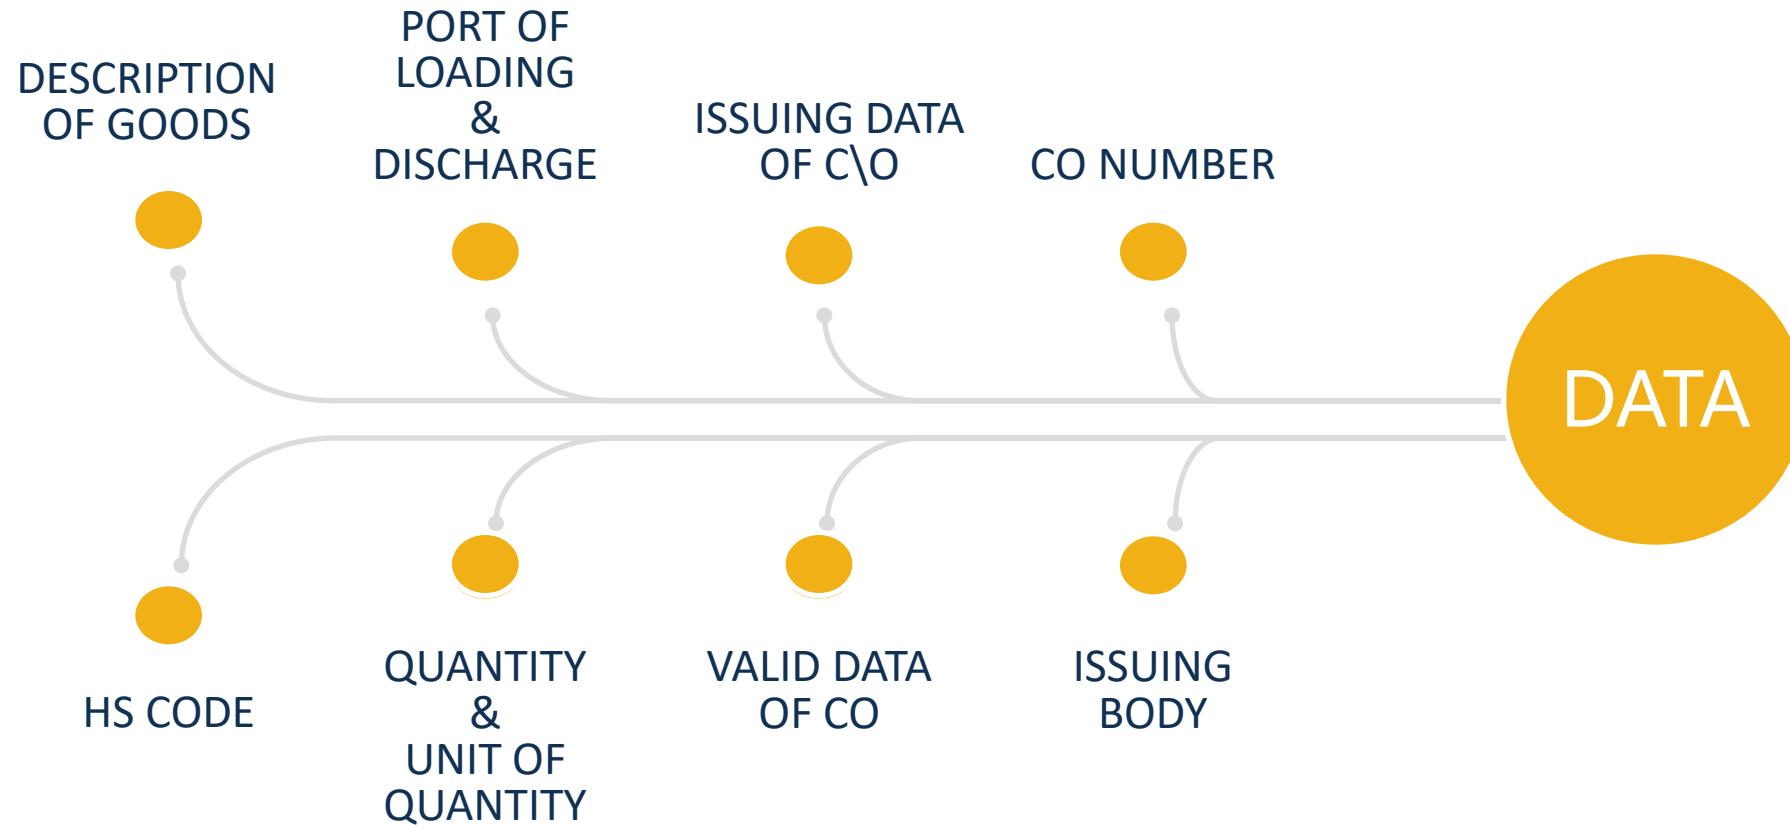 DESCRIPTION
OF GOODS
PORT OF
LOADING
&
DISCHARGE
ISSUING DATA
OF C\O
CO NUMBER
DATA
HS CODE
QUANTITY
&
UNIT OF
QUANTITY
VALID DATA
OF CO
ISSUING
BODY